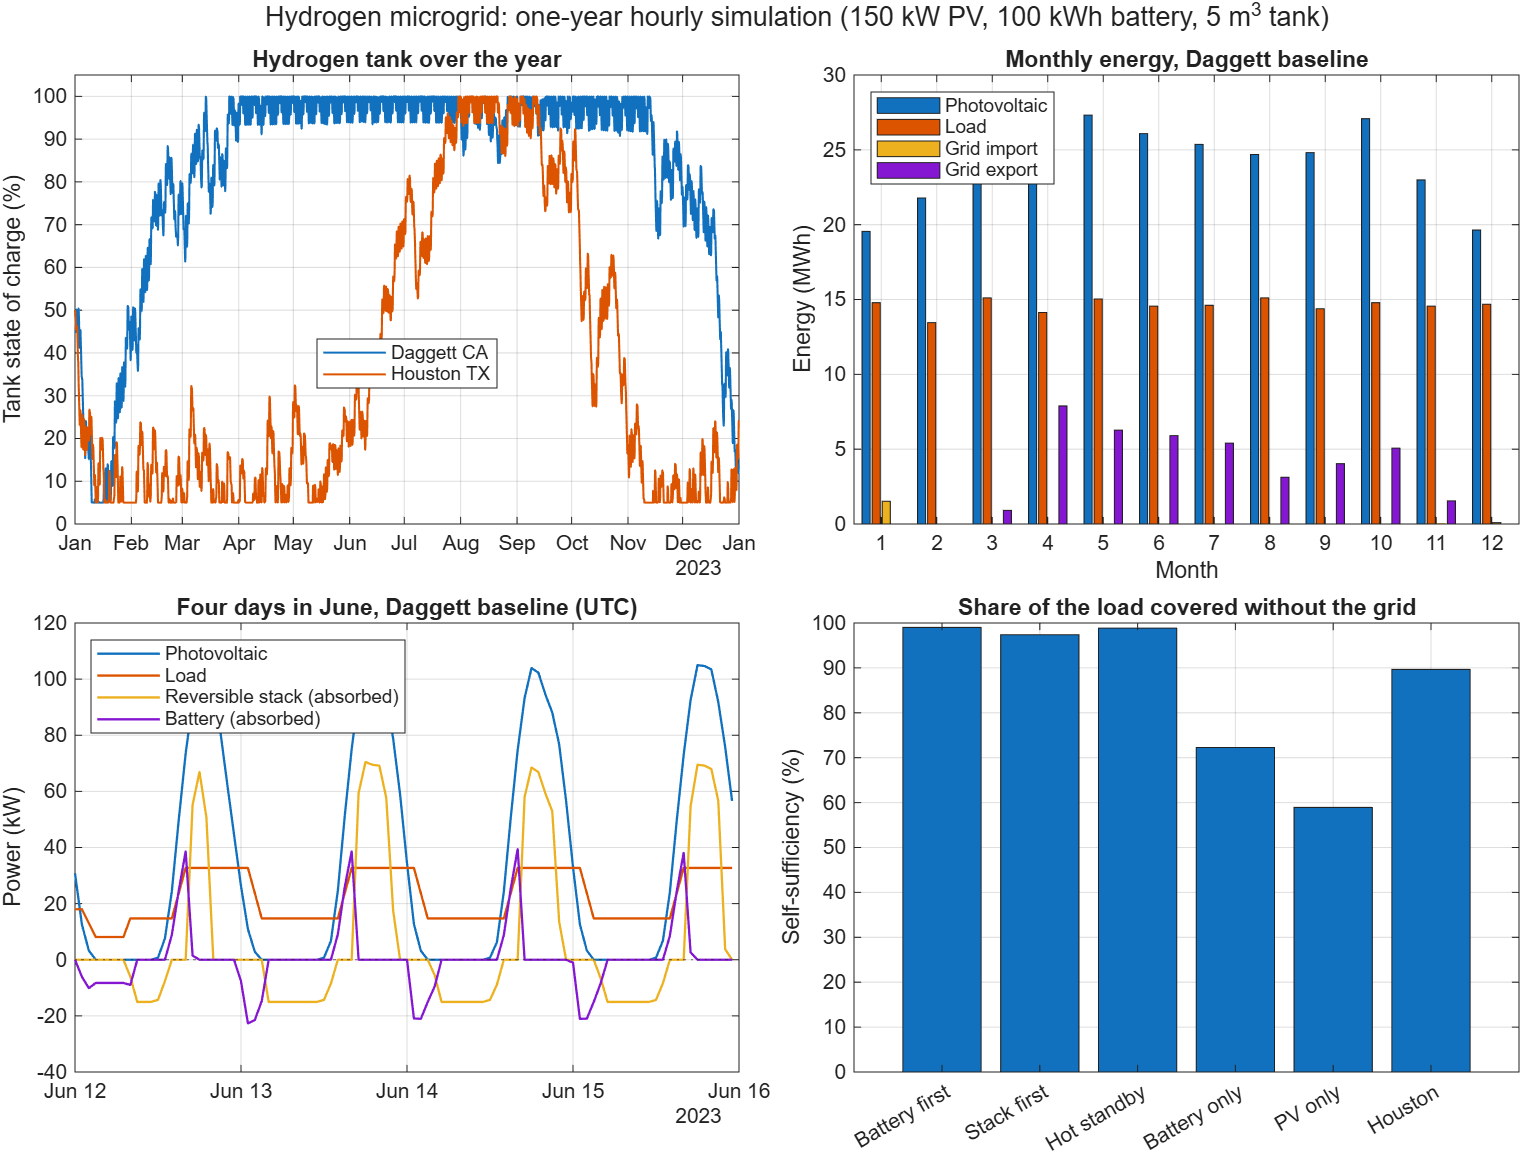 Hydrogen microgrid: one-year hourly simulation (150 kW PV, 100 kWh battery, 5 m³ tank)
Hydrogen tank over the year
Tank state of charge (%)
100
90
80
70
60
50
40
30
20
10
0
Daggett CA
Houston TX
Jan Feb Mar Apr May Jun Jul Aug Sep Oct Nov Dec Jan
2023
Monthly energy, Daggett baseline
Energy (MWh)
30
25
20
15
10
5
0
Photovoltaic
Load
Grid import
Grid export
1 2 3 4 5 6 7 8 9 10 11 12
Month
Four days in June, Daggett baseline (UTC)
Power (kW)
120
100
80
60
40
20
0
-20
-40
Photovoltaic
Load
Reversible stack (absorbed)
Battery (absorbed)
Jun 12 Jun 13 Jun 14 Jun 15 Jun 16
2023
Share of the load covered without the grid
Self-sufficiency (%)
100
90
80
70
60
50
40
30
20
10
0
Battery first
Stack first
Hot standby
Battery only
PV only
Houston